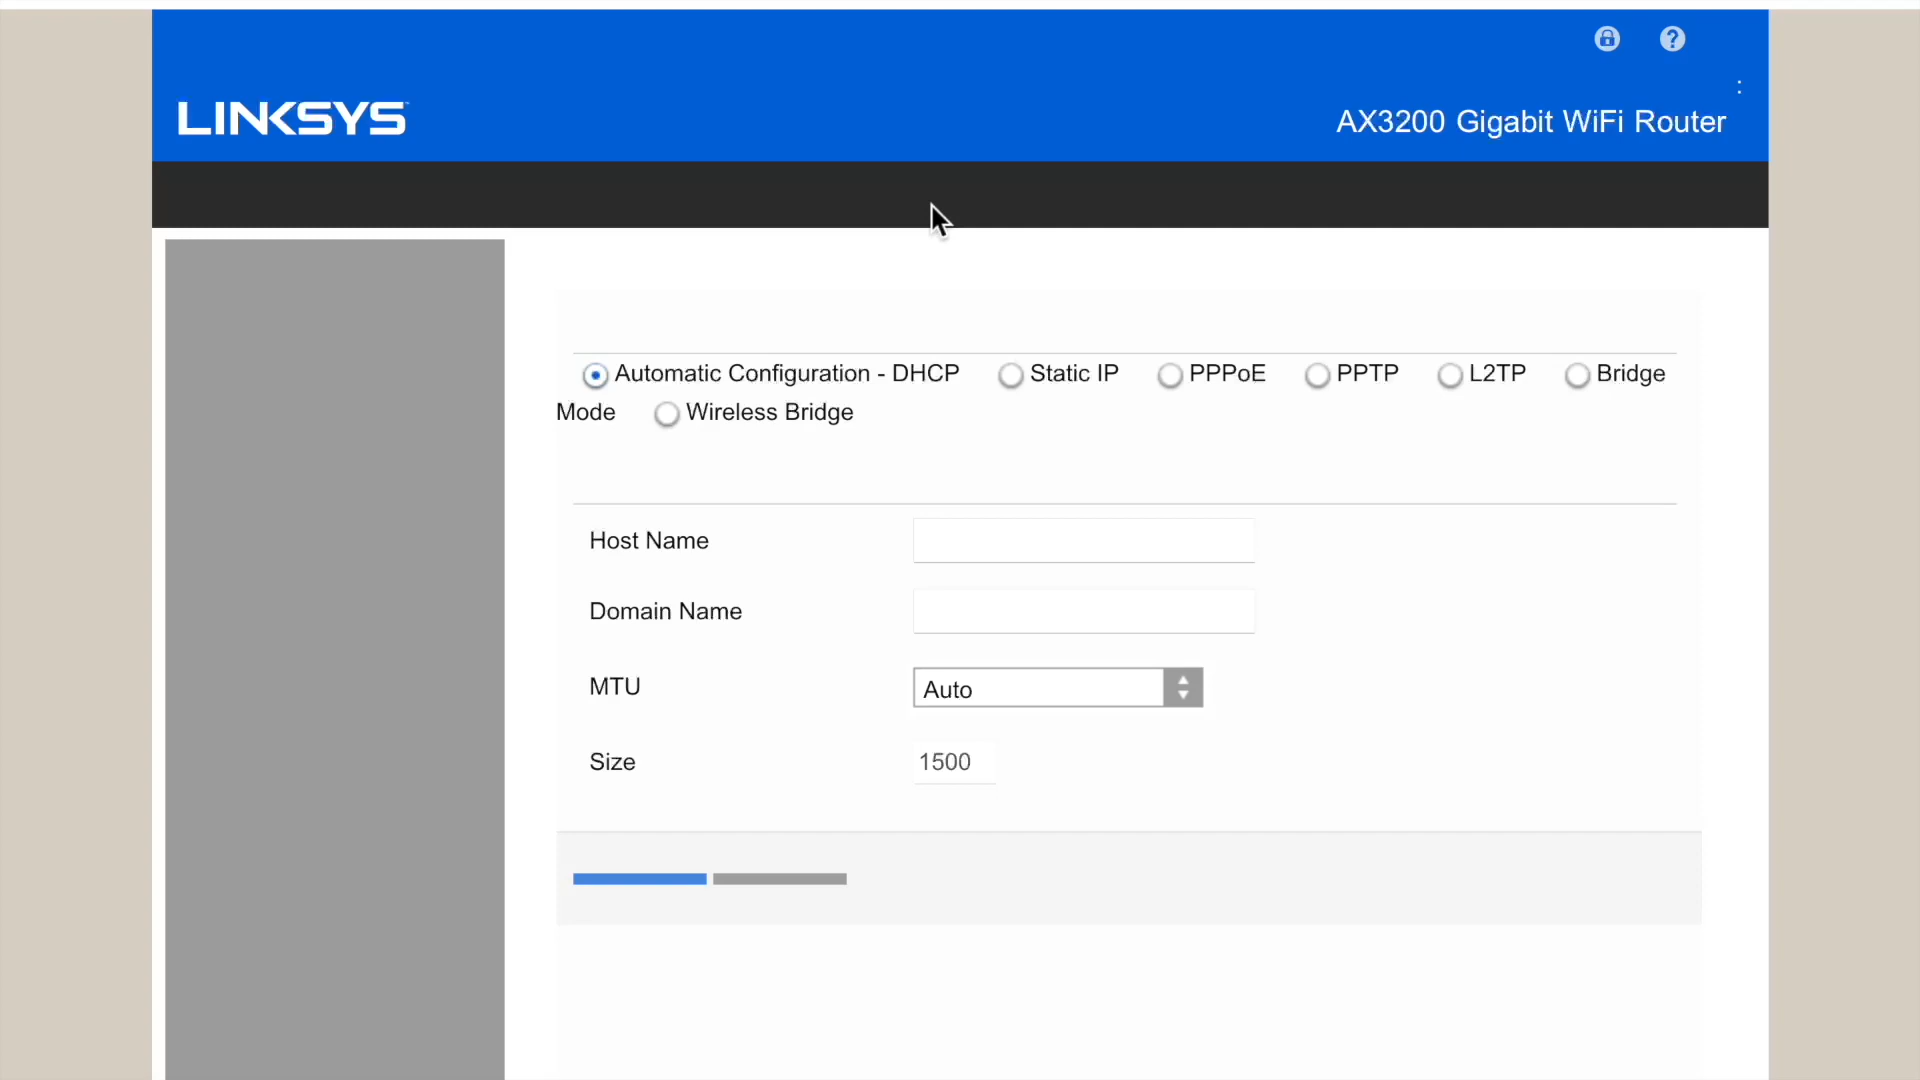 LINKSYS™
:
AX3200 Gigabit WiFi Router
Automatic Configuration - DHCP Static IP PPPoE PPTP L2TP Bridge
Mode Wireless Bridge
Host Name
Domain Name
MTU Auto
Size 1500